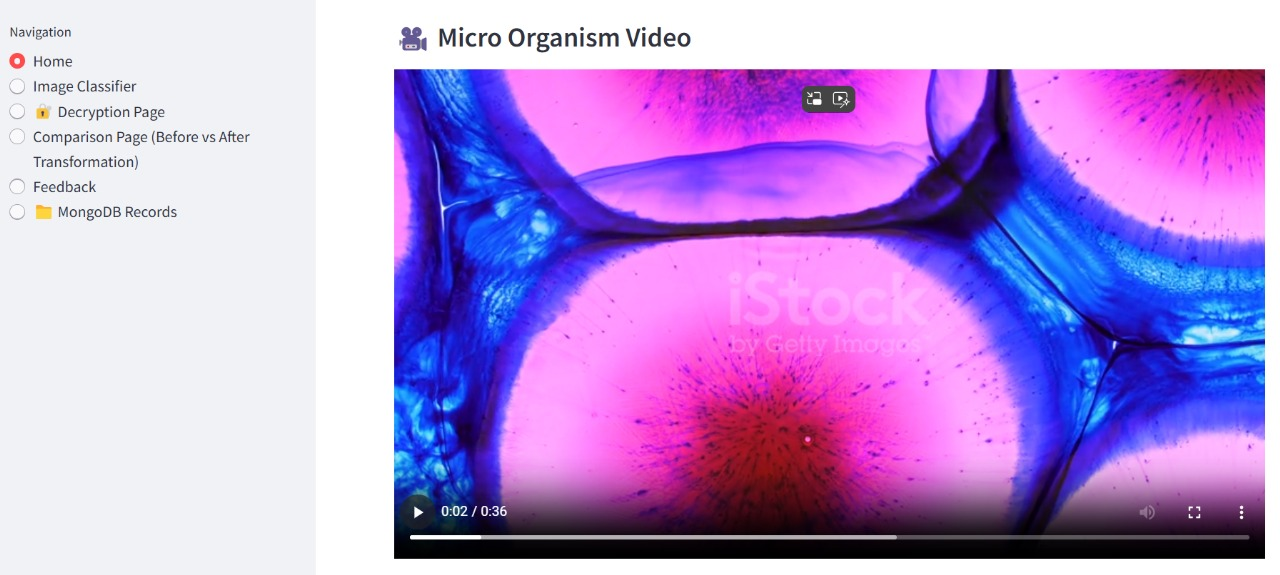 Navigation
Home
Image Classifier
🔐 Decryption Page
Comparison Page (Before vs After
Transformation)
Feedback
📁 MongoDB Records
🎥 Micro Organism Video
iStock
by Getty Images
0:02 / 0:36